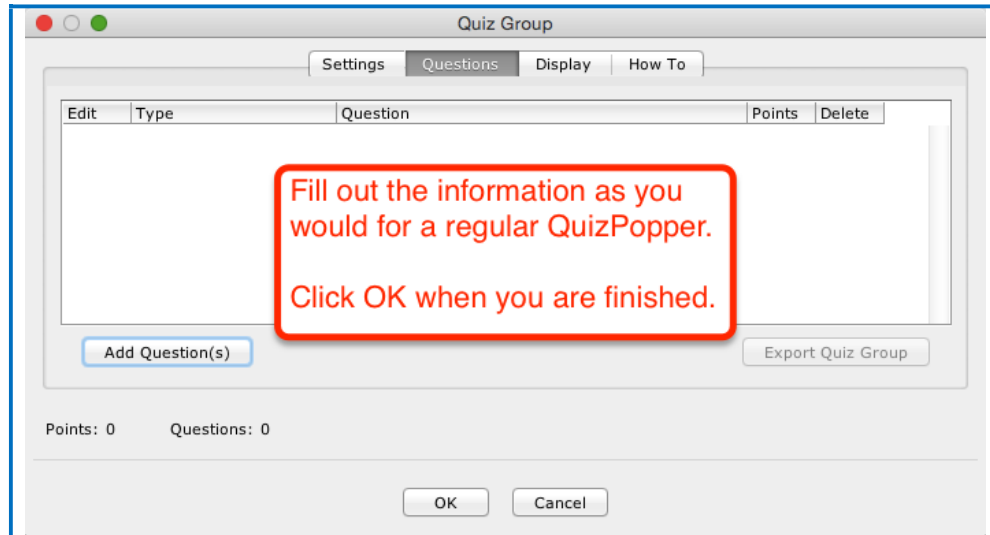 Quiz Group
Settings Questions Display How To
Edit Type Question Points Delete
Fill out the information as you
would for a regular QuizPopper.
Click OK when you are finished.
Add Question(s) Export Quiz Group
Points: 0 Questions: 0
OK Cancel